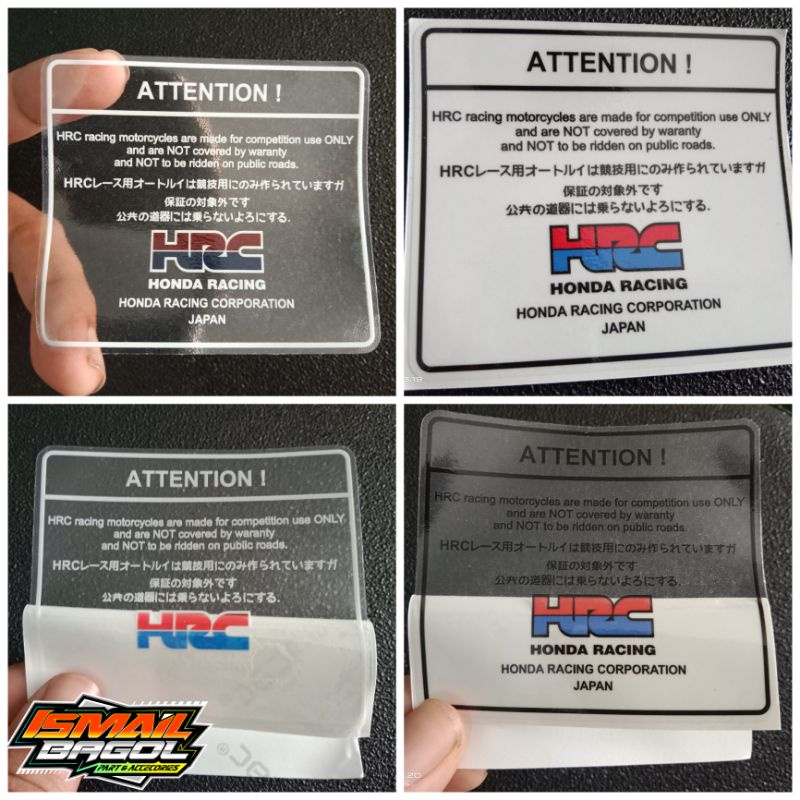 ATTENTION !
HRC racing motorcycles are made for competition use ONLY
and are NOT covered by waranty
and NOT to be ridden on public roads.
HRCレース用オートルイは競技用にのみ作られていますガ
保証の対象外です
公共の道器には乗らないよろにする.
HRC
HONDA RACING
HONDA RACING CORPORATION
JAPAN
ATTENTION !
HRC racing motorcycles are made for competition use ONLY
and are NOT covered by waranty
and NOT to be ridden on public roads.
HRCレース用オートルイは競技用にのみ作られていますガ
保証の対象外です
公共の道器には乗らないよろにする.
HRC
HONDA RACING
HONDA RACING CORPORATION
JAPAN
ATTENTION !
HRC racing motorcycles are made for competition use ONLY
and are NOT covered by waranty
and NOT to be ridden on public roads.
HRCレース用オートルイは競技用にのみ作られていますガ
保証の対象外です
公共の道器には乗らないよろにする.
HRC
ISMAIL
BAGOL
PART & ACCECORIES
ATTENTION !
HRC racing motorcycles are made for competition use ONLY
and are NOT covered by waranty
and NOT to be ridden on public roads.
HRCレース用オートルイは競技用にのみ作られていますガ
保証の対象外です
公共の道器には乗らないよろにする.
HRC
HONDA RACING
HONDA RACING CORPORATION
JAPAN